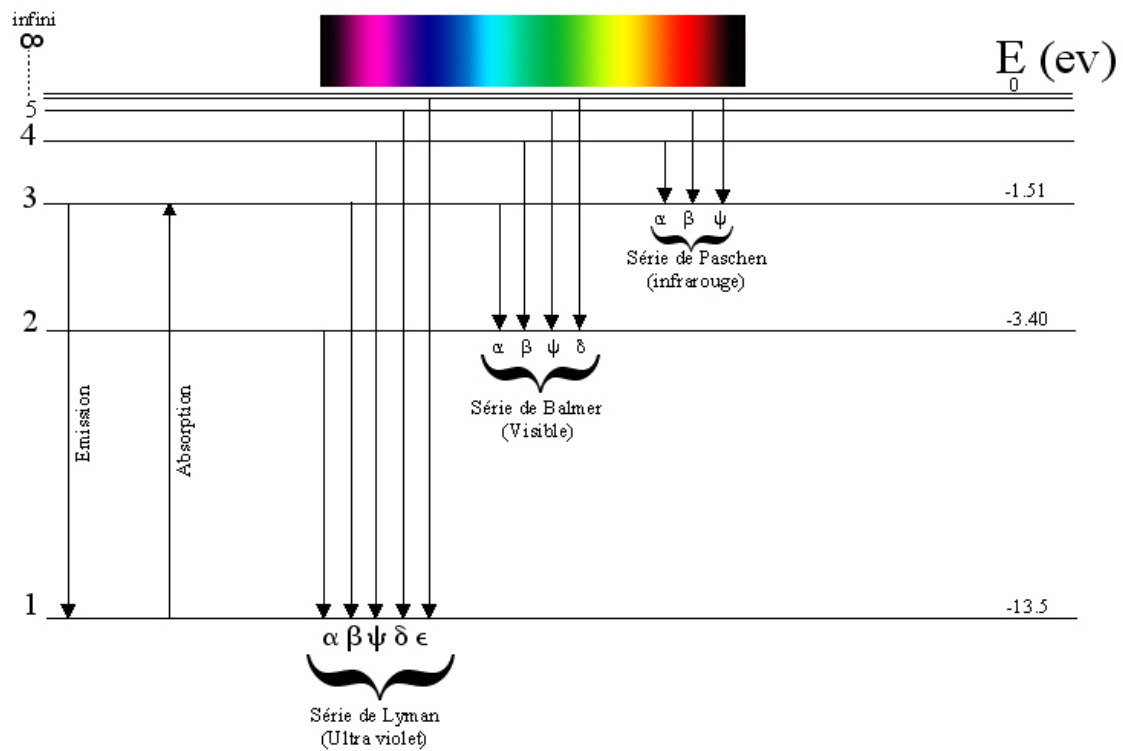 infini
∞
E (ev)
0
5
4
3
-1.51
α β ψ
Série de Paschen
(infrarouge)
2
-3.40
α β ψ δ
Série de Balmer
(Visible)
Emission
Absorption
1
-13.5
α β ψ δ ϵ
Série de Lyman
(Ultra violet)